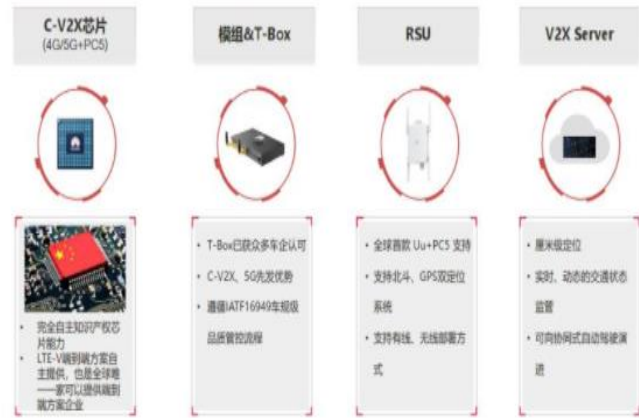 C-V2X芯片
(4G/5G+PC5)
模组&T-Box
RSU
V2X Server
• 完全自主知识产权芯
片能力
• LTE-V端到端方案自
主提供，也是全球唯
一一家可以提供端到
端方案企业
• T-Box已获众多车企认可
• C-V2X、5G先发优势
• 遵循IATF16949车规级
品质管控流程
• 全球首款 Uu+PC5 支持
• 支持北斗、GPS双定位
系统
• 支持有线、无线部署方
式
• 厘米级定位
• 实时、动态的交通状态
监管
• 可向协同式自动驾驶演
进